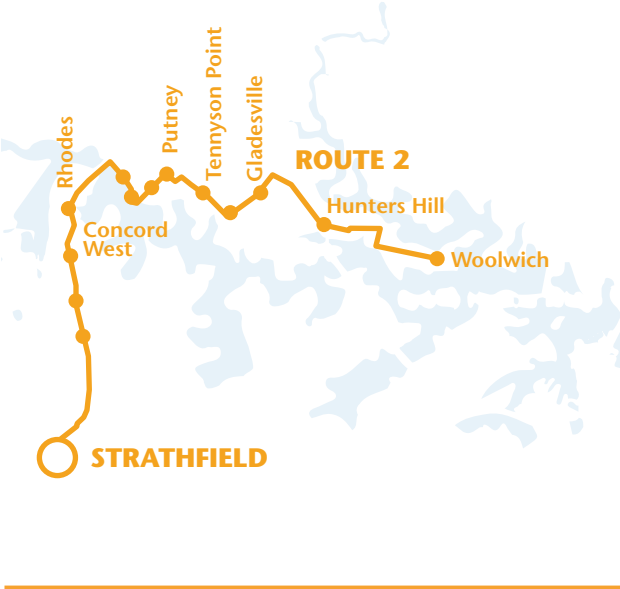 Rhodes
Putney
Tennyson Point
Gladesville
ROUTE 2
Hunters Hill
Concord
West
Woolwich
STRATHFIELD